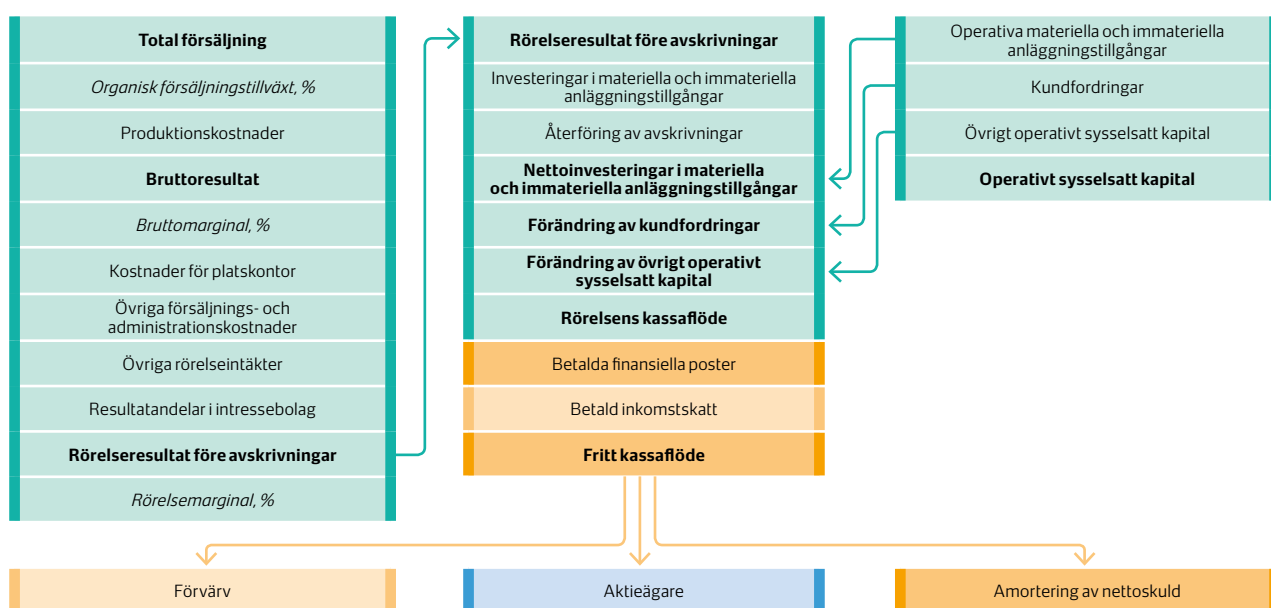 Total försäljning
Organisk försäljningstillväxt, %
Produktionskostnader
Bruttoresultat
Bruttomarginal, %
Kostnader för platskontor
Övriga försäljnings- och
administrationskostnader
Övriga rörelseintäkter
Resultatandelar i intressebolag
Rörelseresultat före avskrivningar
Rörelsemarginal, %
Rörelseresultat före avskrivningar
Investeringar i materiella och immateriella
anläggningstillgångar
Återföring av avskrivningar
Nettoinvesteringar i materiella
och immateriella anläggningstillgångar
Förändring av kundfordringar
Förändring av övrigt operativt
sysselsatt kapital
Rörelsens kassaflöde
Betalda finansiella poster
Betald inkomstskatt
Fritt kassaflöde
Operativa materiella och immateriella
anläggningstillgångar
Kundfordringar
Övrigt operativt sysselsatt kapital
Operativt sysselsatt kapital
Förvärv
Aktieägare
Amortering av nettoskuld